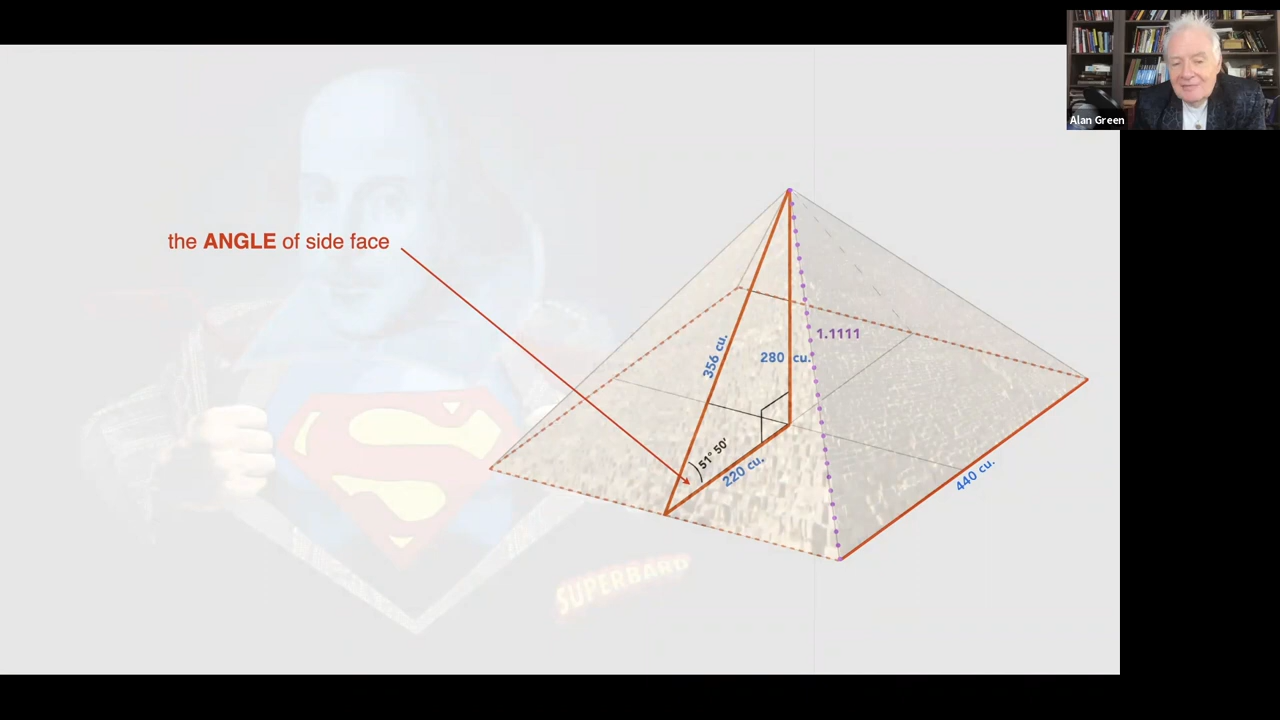 Alan Green
the ANGLE of side face
1.1111
356 cu.
280 cu.
51° 50'
220 cu.
440 cu.
SUPERBARD